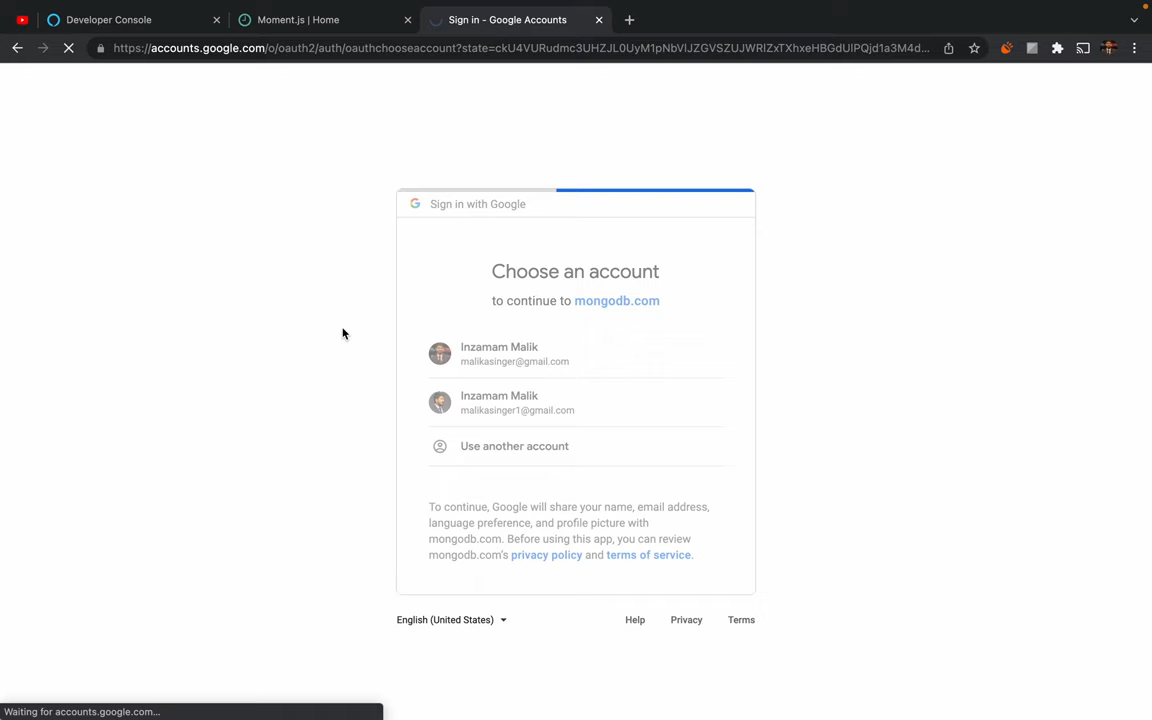 Developer Console
Moment.js | Home
Sign in - Google Accounts
https://accounts.google.com/o/oauth2/auth/oauthchooseaccount?state=ckU4VURudmc3UHZJL0UyM1pNbVlJZGVSZUJWRlZxTXhxeHBGdUlPQjd1a3M4d...
Sign in with Google
Choose an account
to continue to mongodb.com
Inzamam Malik
malikasinger@gmail.com
Inzamam Malik
malikasinger1@gmail.com
Use another account
To continue, Google will share your name, email address,
language preference, and profile picture with
mongodb.com. Before using this app, you can review
mongodb.com's privacy policy and terms of service.
English (United States)
Help Privacy Terms
Waiting for accounts.google.com...